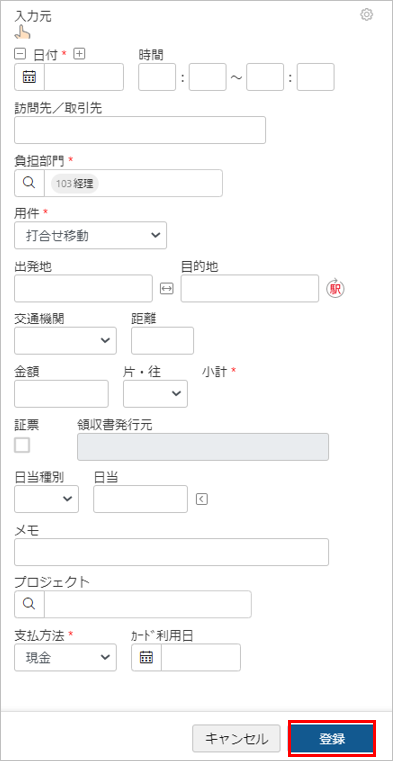 入力元
日付 * 時間
: ～ :
訪問先／取引先
負担部門 *
103 経理
用件 *
打合せ移動
出発地 目的地
駅
交通機関 距離
金額 片・往 小計 *
証票 領収書発行元
日当種別 日当
メモ
プロジェクト
支払方法 * ｶｰﾄﾞ利用日
現金
キャンセル 登録